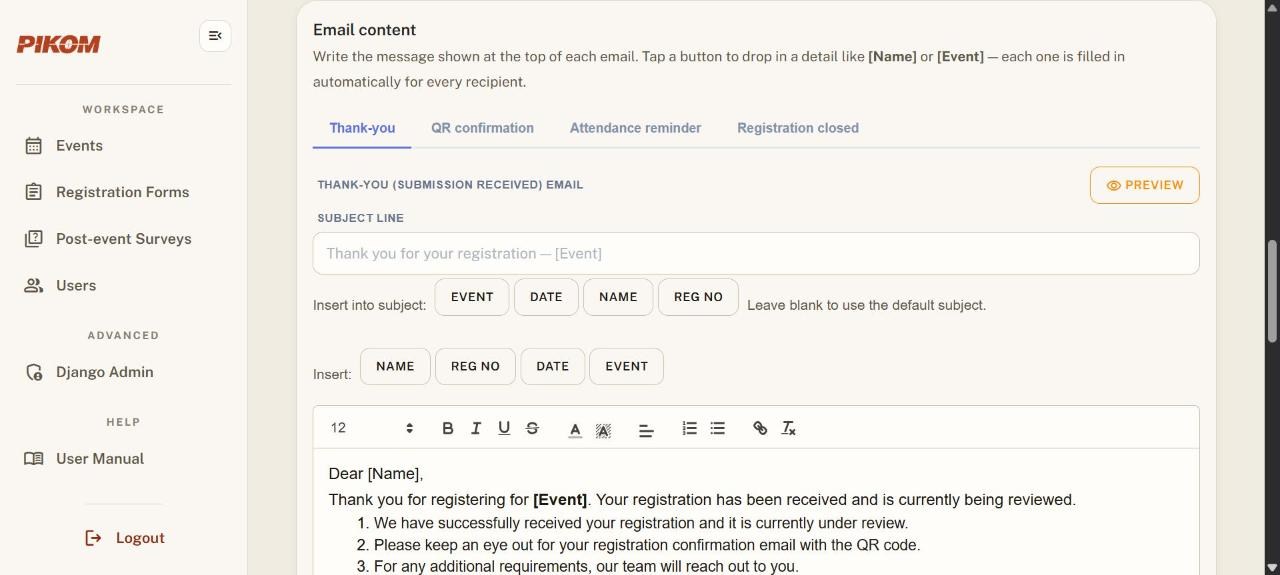 PIKOM
WORKSPACE
Events
Registration Forms
Post-event Surveys
Users
ADVANCED
Django Admin
HELP
User Manual
Logout
Email content
Write the message shown at the top of each email. Tap a button to drop in a detail like [Name] or [Event] — each one is filled in
automatically for every recipient.
Thank-you QR confirmation Attendance reminder Registration closed
THANK-YOU (SUBMISSION RECEIVED) EMAIL
PREVIEW
SUBJECT LINE
Thank you for your registration — [Event]
Insert into subject: EVENT DATE NAME REG NO Leave blank to use the default subject.
Insert: NAME REG NO DATE EVENT
12 B I U S A A
Dear [Name],
Thank you for registering for [Event]. Your registration has been received and is currently being reviewed.
1. We have successfully received your registration and it is currently under review.
2. Please keep an eye out for your registration confirmation email with the QR code.
3. For any additional requirements, our team will reach out to you.